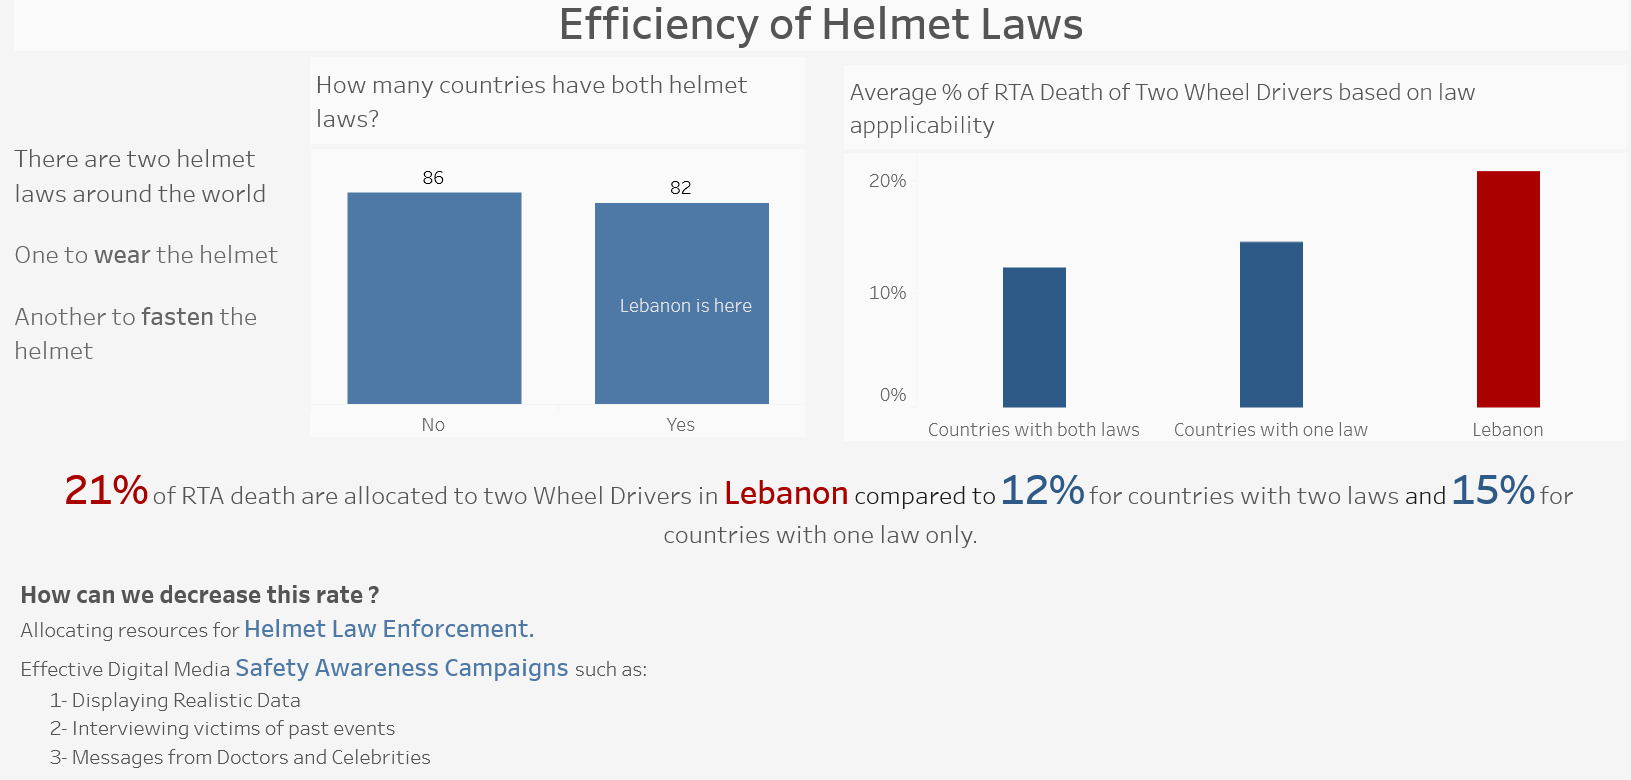 Efficiency of Helmet Laws
There are two helmet
laws around the world
One to wear the helmet
Another to fasten the
helmet
How many countries have both helmet
laws?
86
82
Lebanon is here
No
Yes
Average % of RTA Death of Two Wheel Drivers based on law
appplicability
20%
10%
0%
Countries with both laws
Countries with one law
Lebanon
21% of RTA death are allocated to two Wheel Drivers in Lebanon compared to 12% for countries with two laws and 15% for
countries with one law only.
How can we decrease this rate ?
Allocating resources for Helmet Law Enforcement.
Effective Digital Media Safety Awareness Campaigns such as:
1- Displaying Realistic Data
2- Interviewing victims of past events
3- Messages from Doctors and Celebrities